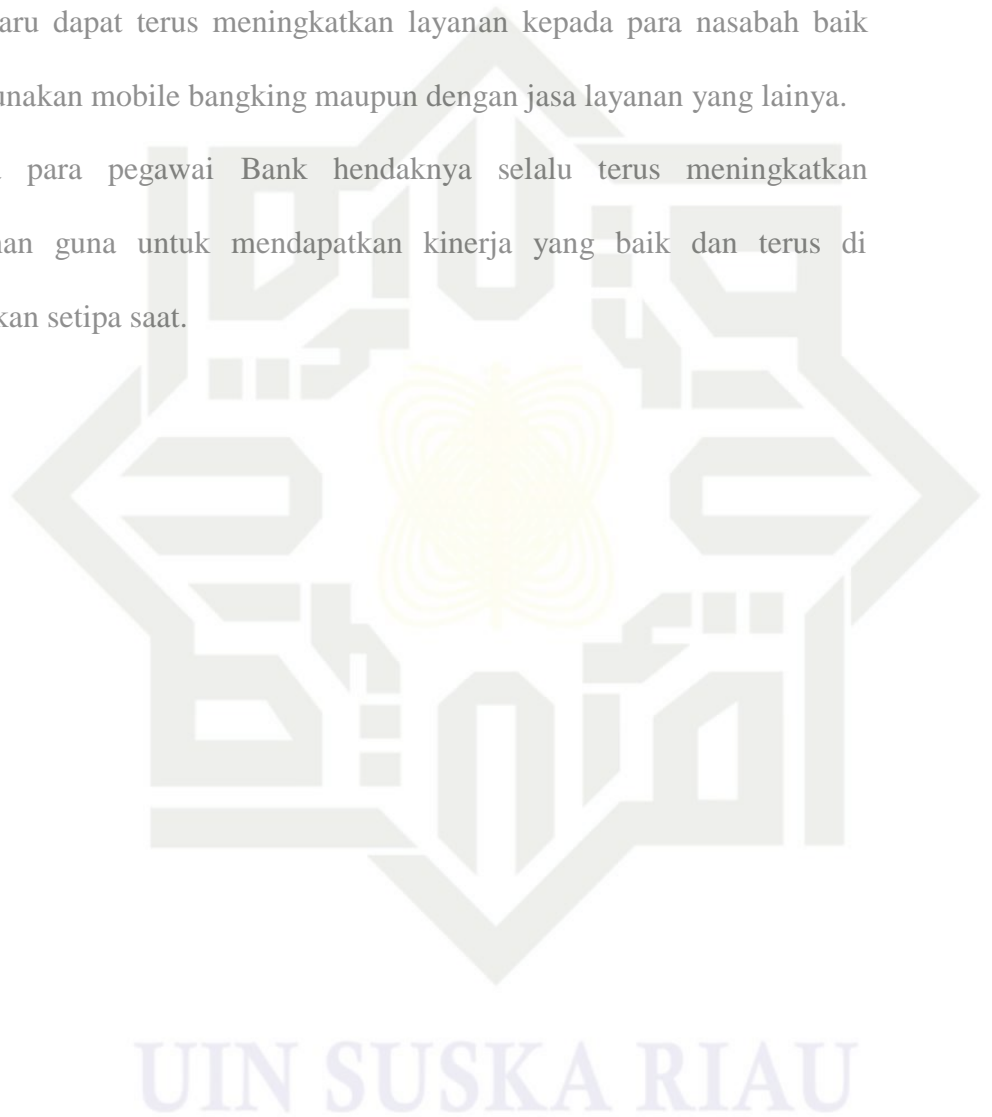 aru dapat terus meningkatkan layanan kepada para nasabah baik
unakan mobile bangking maupun dengan jasa layanan yang lainya.
para pegawai Bank hendaknya selalu terus meningkatkan
nan guna untuk mendapatkan kinerja yang baik dan terus di
kan setipa saat.
UIN SUSKA RIAU